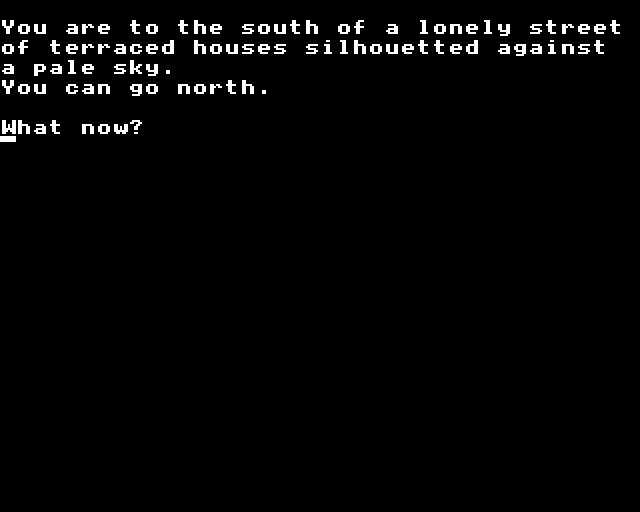 You are to the south of a lonely street
of terraced houses silhouetted against
a pale sky.
You can go north.
What now?